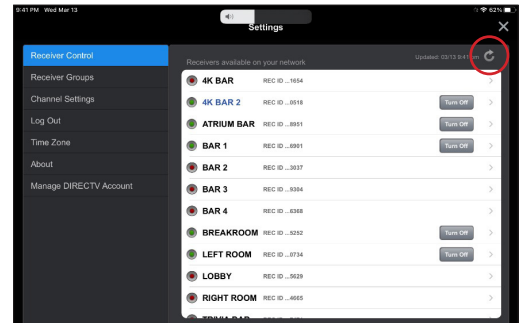 9:41 PM Wed Mar 13
62%
Settings
Receiver Control
Receiver Groups
Channel Settings
Log Out
Time Zone
About
Manage DIRECTV Account
Receivers available on your network
Updated: 03/13 9:41 pm
4K BAR REC ID ...1654
4K BAR 2 REC ID ...0518 Turn Off
ATRIUM BAR REC ID ...8951 Turn Off
BAR 1 REC ID ...6901 Turn Off
BAR 2 REC ID ...3037
BAR 3 REC ID ...9304
BAR 4 REC ID ...8368
BREAKROOM REC ID ...5252 Turn Off
LEFT ROOM REC ID ...0734 Turn Off
LOBBY REC ID ...5629
RIGHT ROOM REC ID ...4665
TRIVIA BAR